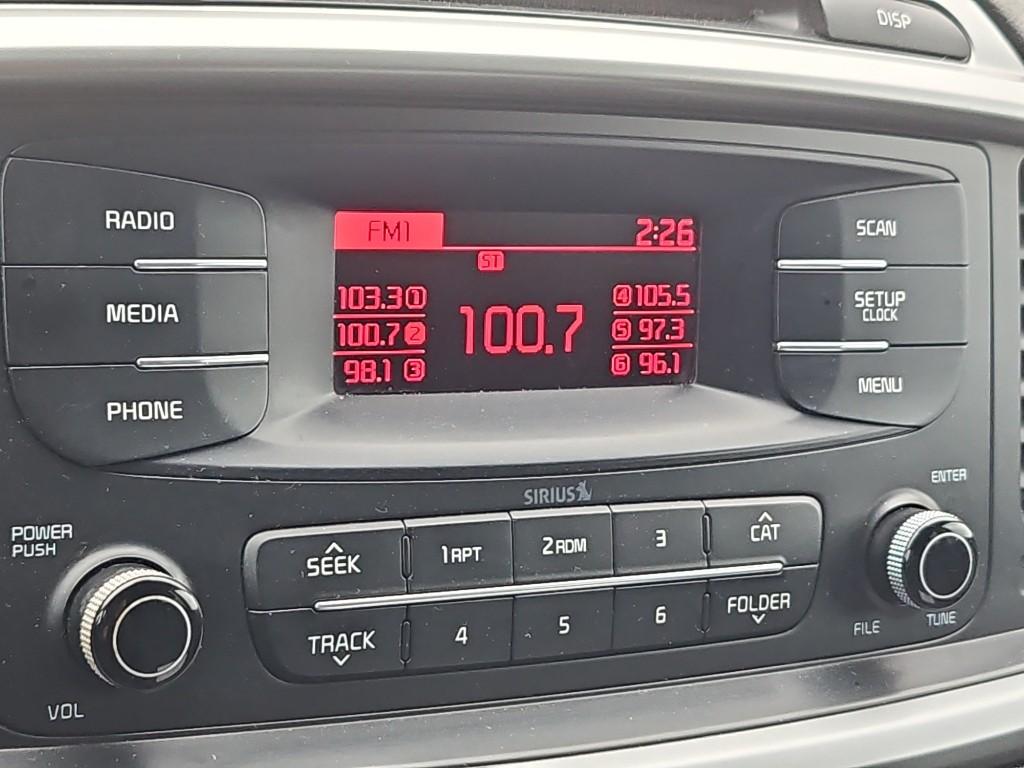 DISP
RADIO
MEDIA
PHONE
FM1 2:26
ST
103.3 1
100.7 2
98.1 3
100.7
4 105.5
5 97.3
6 96.1
SCAN
SETUP
CLOCK
MENU
SIRIUS
POWER
PUSH
VOL
SEEK
1 RPT
2 RDM
3
CAT
TRACK
4
5
6
FOLDER
ENTER
FILE
TUNE